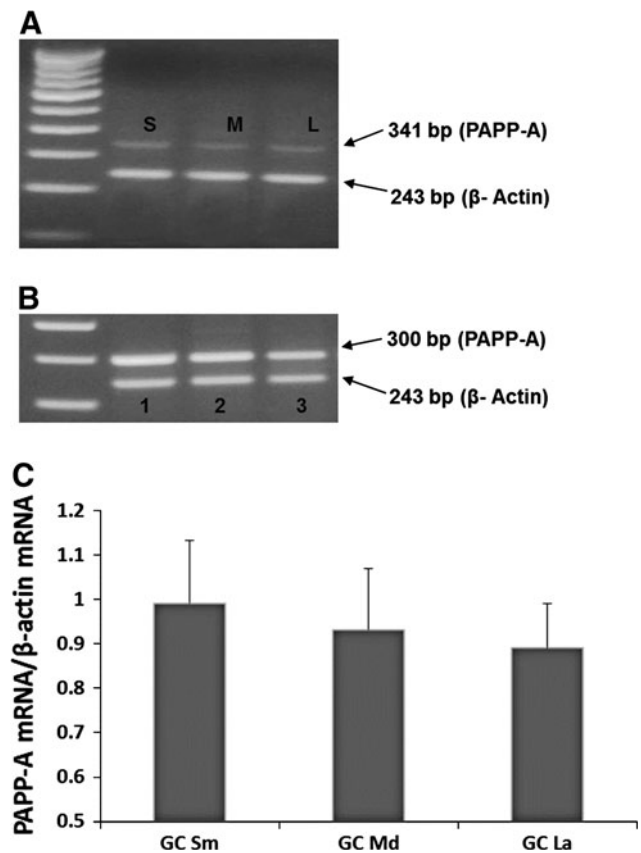 A
S M L
341 bp (PAPP-A)
243 bp (β- Actin)
B
300 bp (PAPP-A)
243 bp (β- Actin)
1 2 3
C
PAPP-A mRNA/β-actin mRNA
1.2
1.1
1
0.9
0.8
0.7
0.6
0.5
GC Sm GC Md GC La